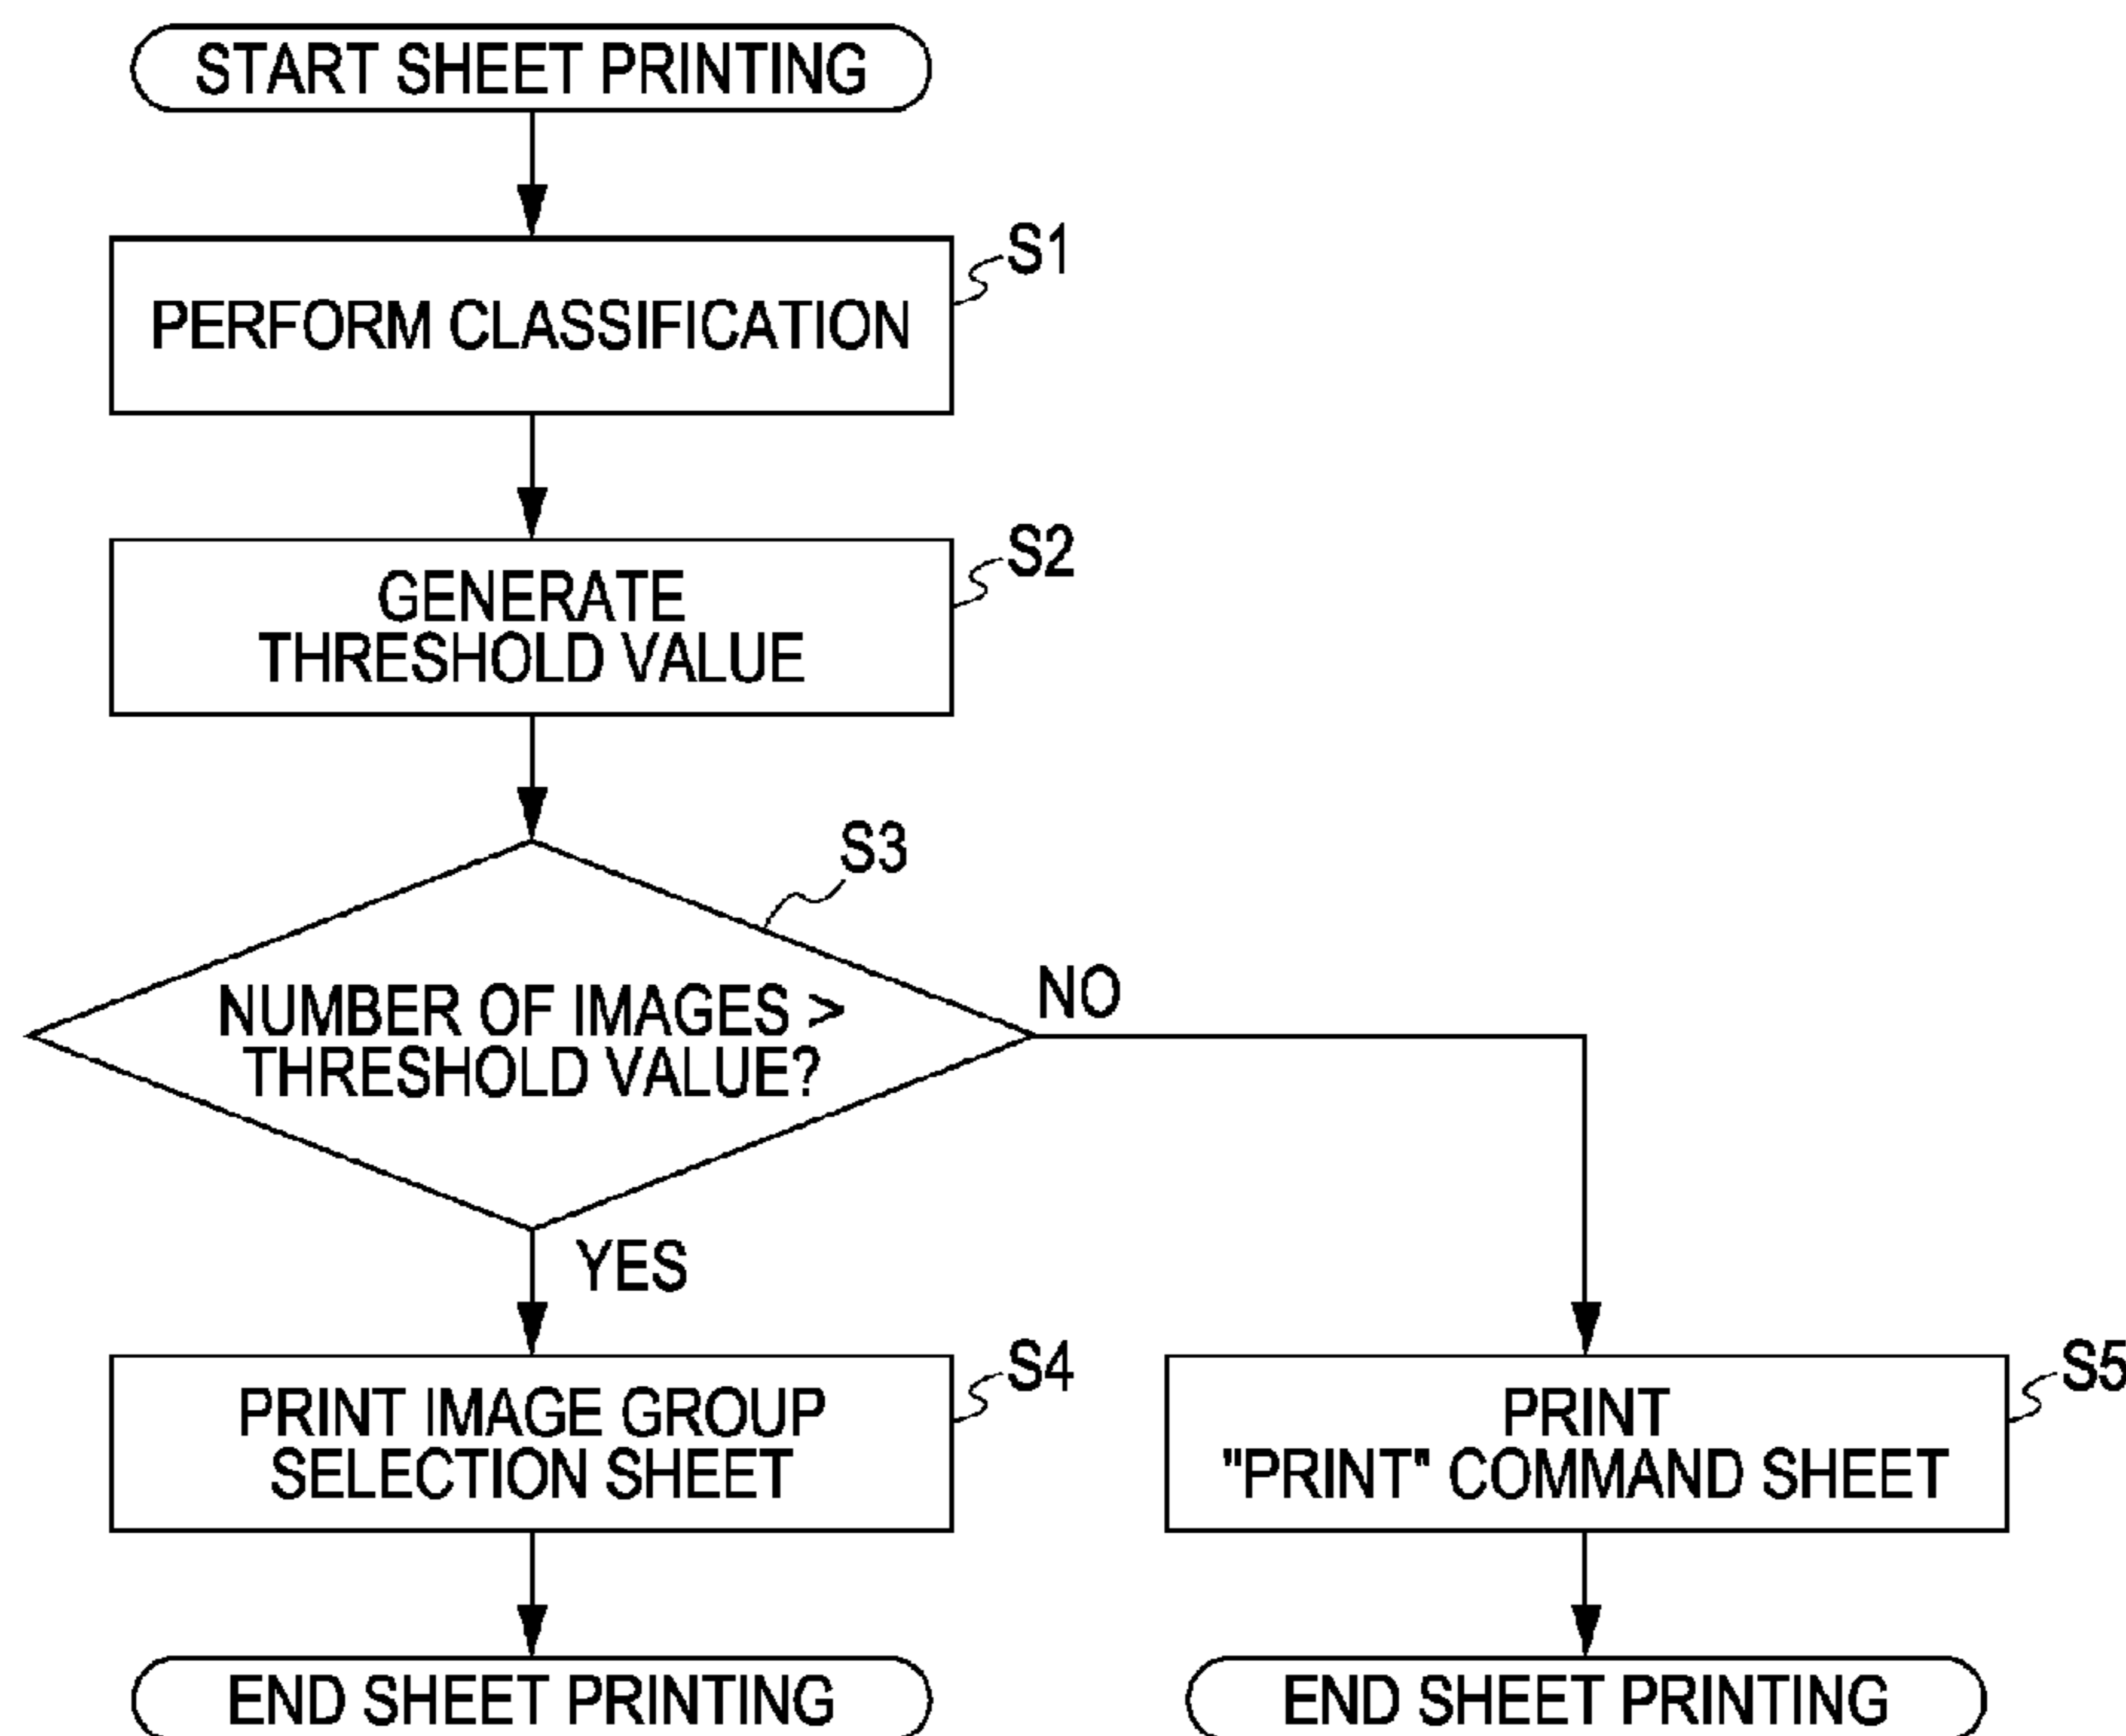 START SHEET PRINTING
S1
PERFORM CLASSIFICATION
S2
GENERATE
THRESHOLD VALUE
S3
NUMBER OF IMAGES >
THRESHOLD VALUE?
NO
YES
S4
PRINT IMAGE GROUP
SELECTION SHEET
S5
PRINT
"PRINT" COMMAND SHEET
END SHEET PRINTING
END SHEET PRINTING